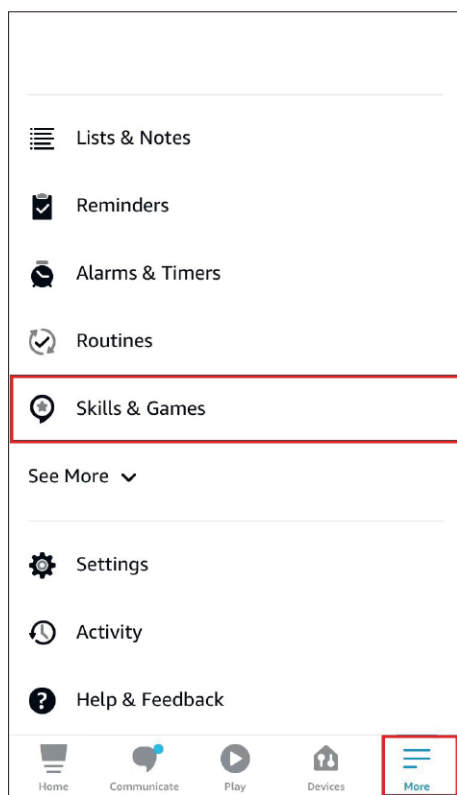 Lists & Notes
Reminders
Alarms & Timers
Routines
Skills & Games
See More
Settings
Activity
Help & Feedback
Home Communicate Play Devices More